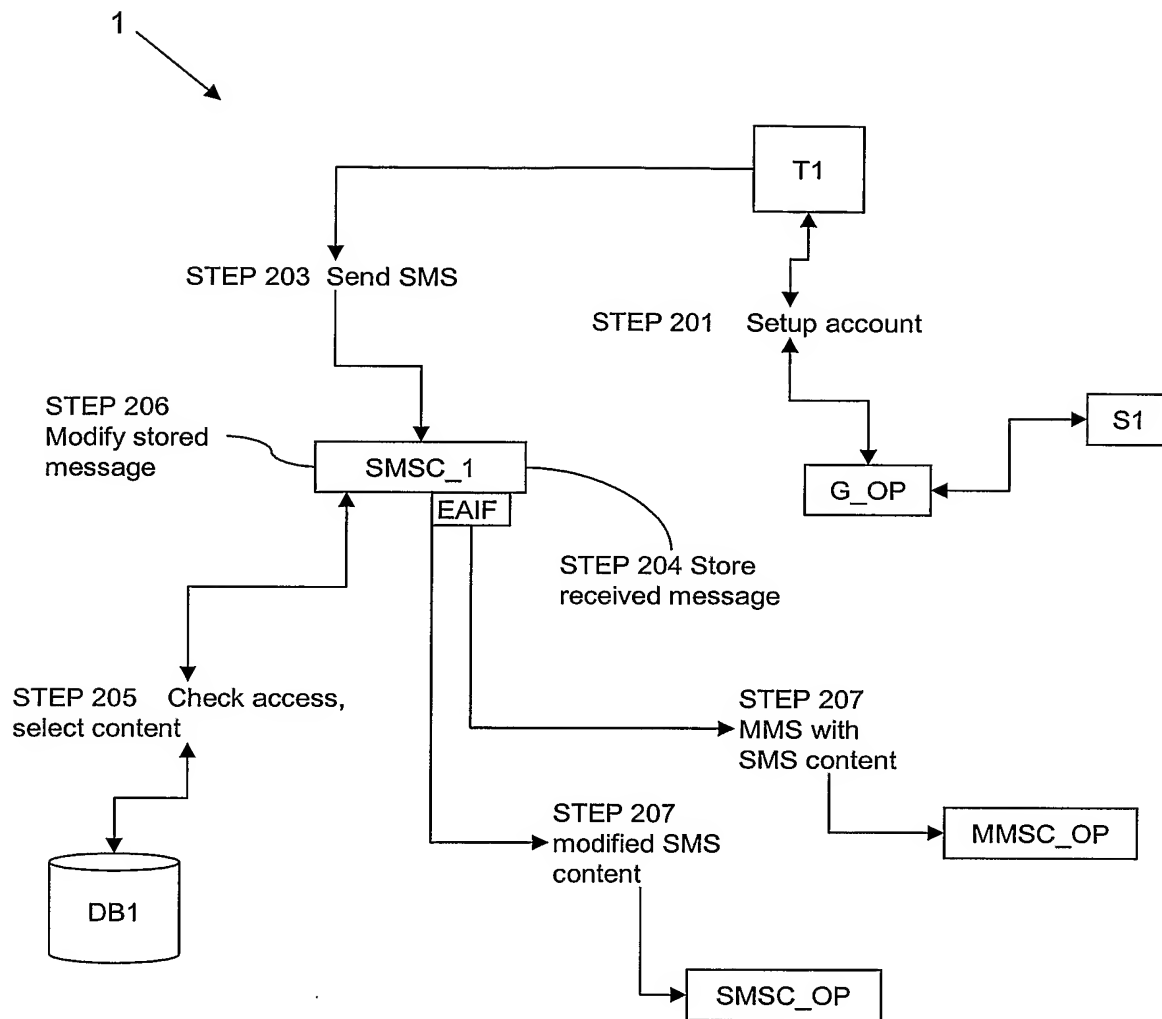 1
T1
STEP 203 Send SMS
STEP 201 Setup account
STEP 206
Modify stored
message
S1
SMSC_1
G_OP
EAIF
STEP 204 Store
received message
STEP 205 Check access,
select content
STEP 207
MMS with
SMS content
STEP 207
modified SMS
content
MMSC_OP
DB1
SMSC_OP